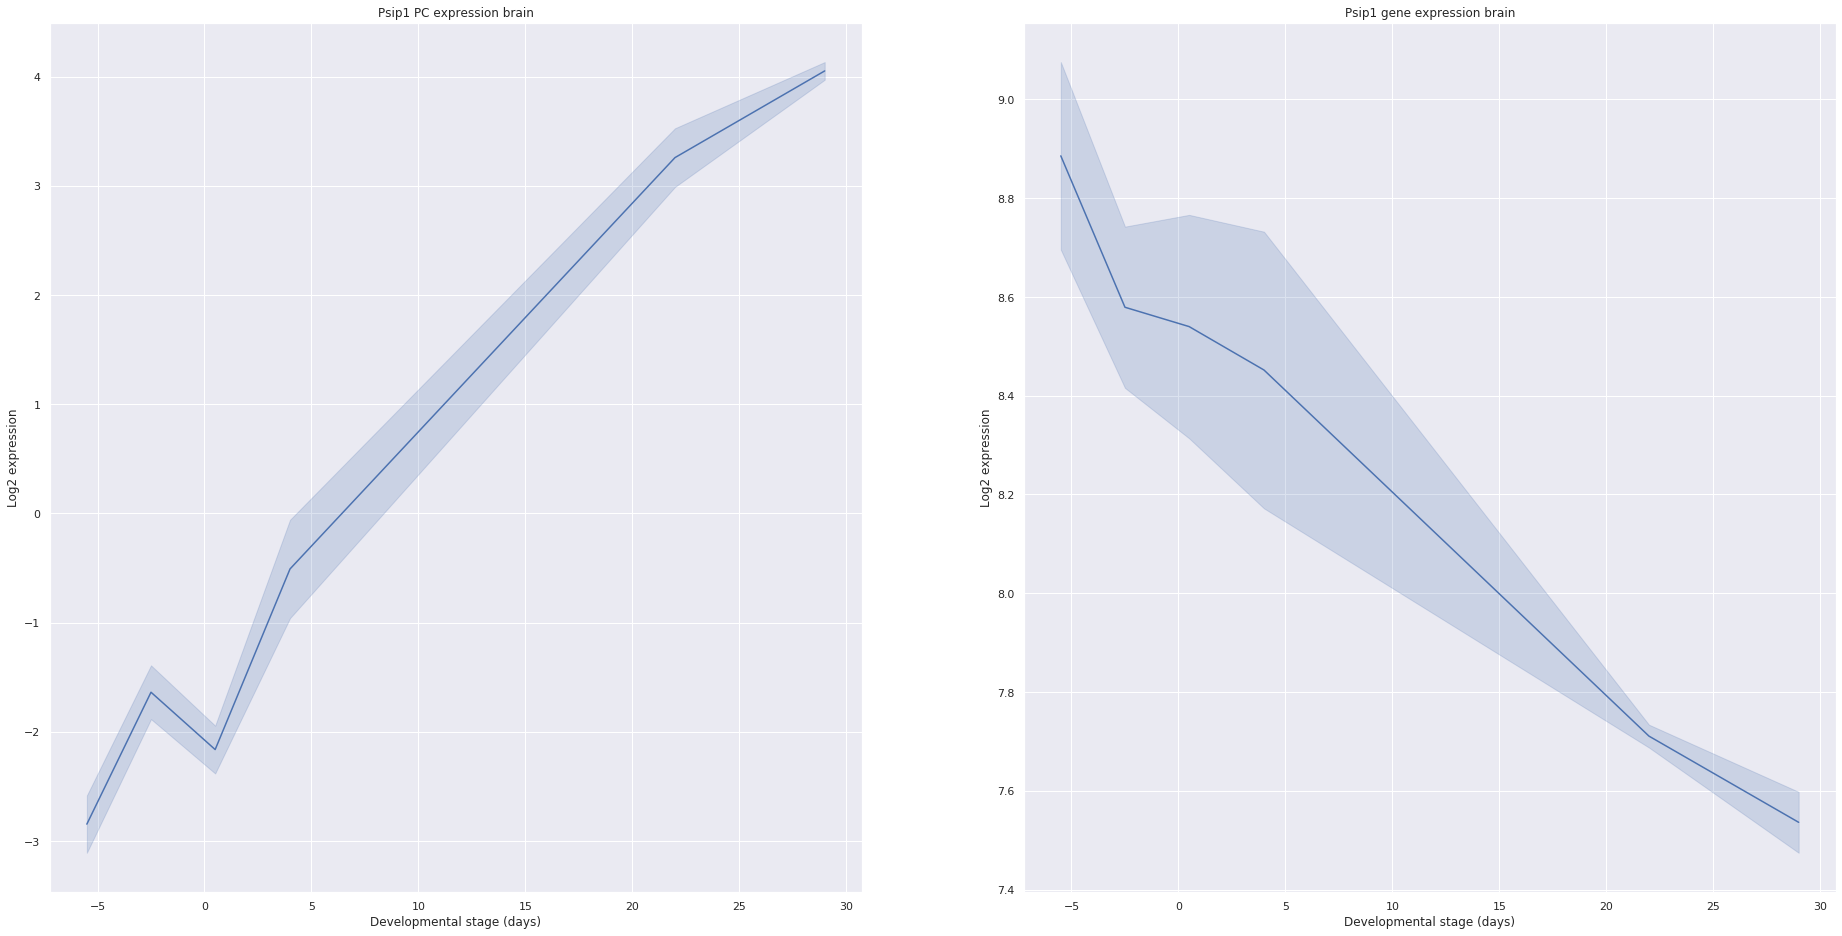 Psip1 PC expression brain
Log2 expression
4
3
2
1
0
−1
−2
−3
−5 0 5 10 15 20 25 30
Developmental stage (days)
Psip1 gene expression brain
Log2 expression
9.0
8.8
8.6
8.4
8.2
8.0
7.8
7.6
7.4
−5 0 5 10 15 20 25 30
Developmental stage (days)